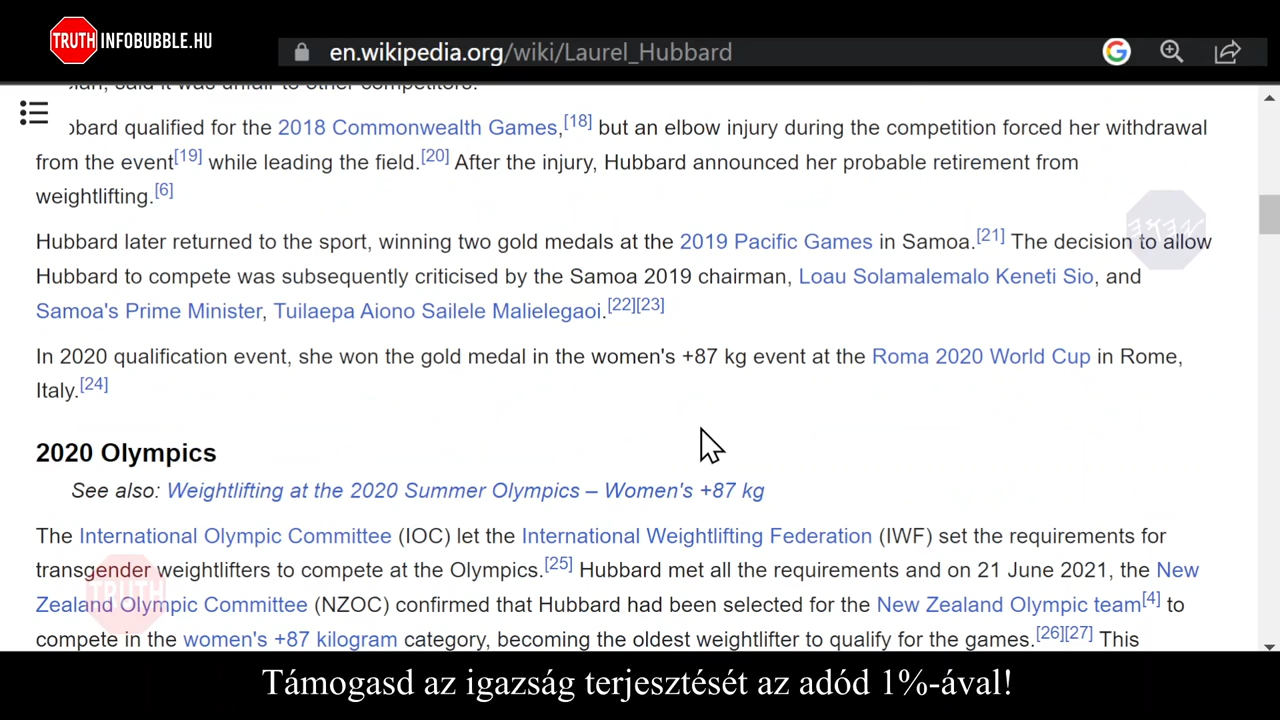 TRUTH INFOBUBBLE.HU
en.wikipedia.org/wiki/Laurel_Hubbard
said it was unfair to other competitors.
bbard qualified for the 2018 Commonwealth Games,[18] but an elbow injury during the competition forced her withdrawal
from the event[19] while leading the field.[20] After the injury, Hubbard announced her probable retirement from
weightlifting.[6]
Hubbard later returned to the sport, winning two gold medals at the 2019 Pacific Games in Samoa.[21] The decision to allow
Hubbard to compete was subsequently criticised by the Samoa 2019 chairman, Loau Solamalemalo Keneti Sio, and
Samoa's Prime Minister, Tuilaepa Aiono Sailele Malielegaoi.[22][23]
In 2020 qualification event, she won the gold medal in the women's +87 kg event at the Roma 2020 World Cup in Rome,
Italy.[24]
2020 Olympics
See also: Weightlifting at the 2020 Summer Olympics – Women's +87 kg
The International Olympic Committee (IOC) let the International Weightlifting Federation (IWF) set the requirements for
transgender weightlifters to compete at the Olympics.[25] Hubbard met all the requirements and on 21 June 2021, the New
Zealand Olympic Committee (NZOC) confirmed that Hubbard had been selected for the New Zealand Olympic team[4] to
TRUTH
compete in the women's +87 kilogram category, becoming the oldest weightlifter to qualify for the games.[26][27] This
Támogasd az igazság terjesztését az adód 1%-ával!